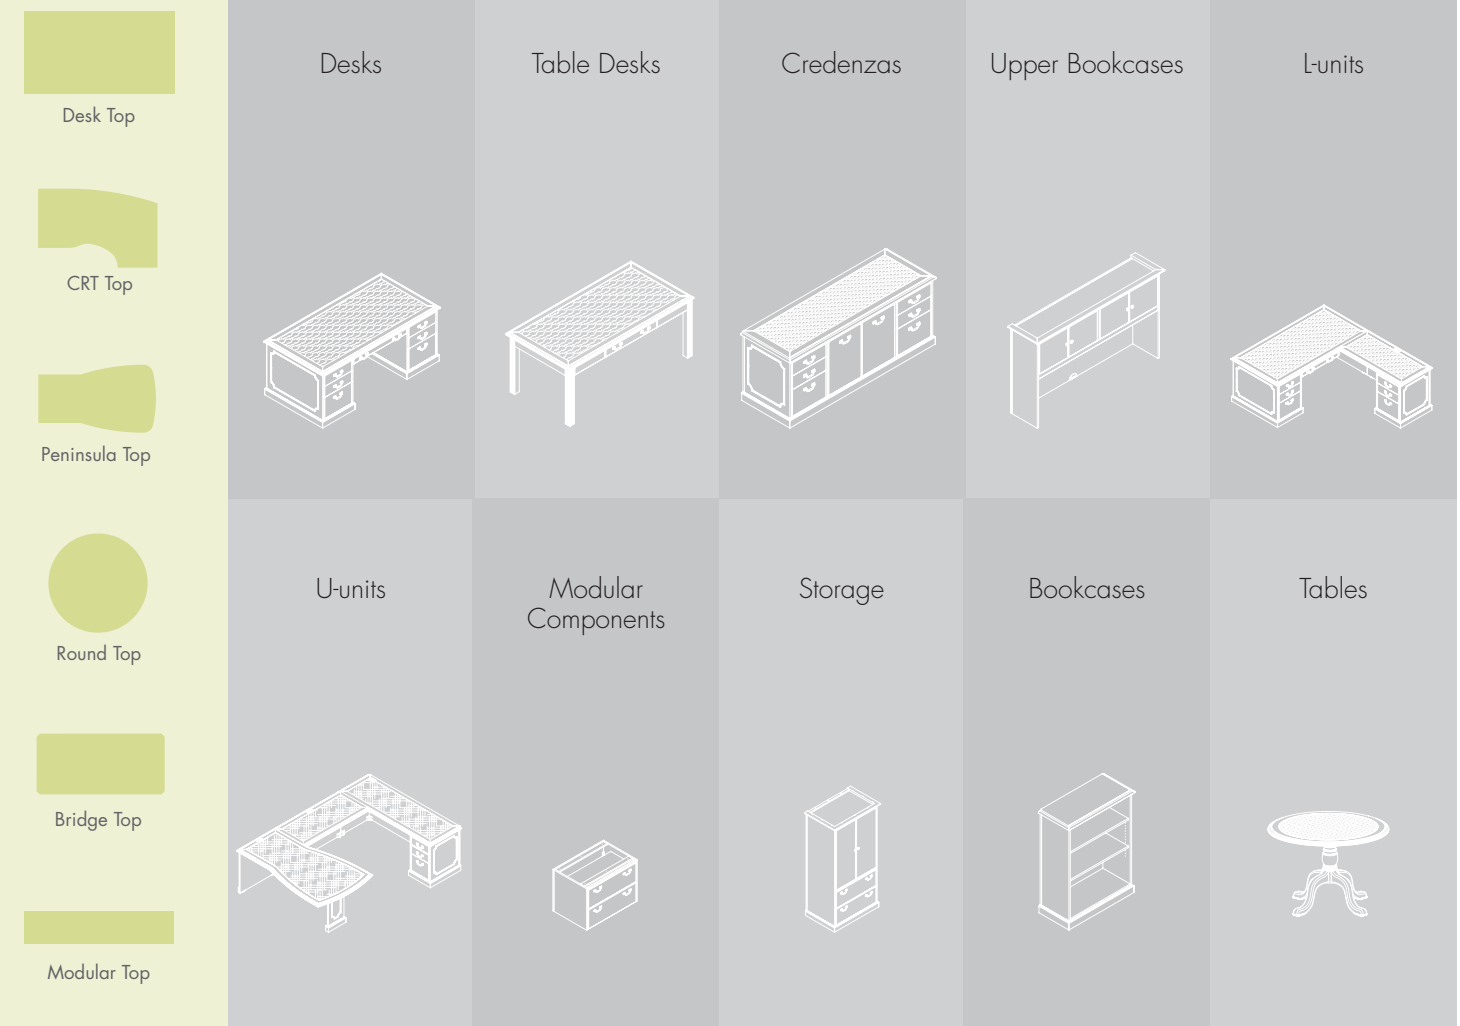 Desk Top
CRT Top
Peninsula Top
Round Top
Bridge Top
Modular Top
Desks
Table Desks
Credenzas
Upper Bookcases
L-units
U-units
Modular
Components
Storage
Bookcases
Tables